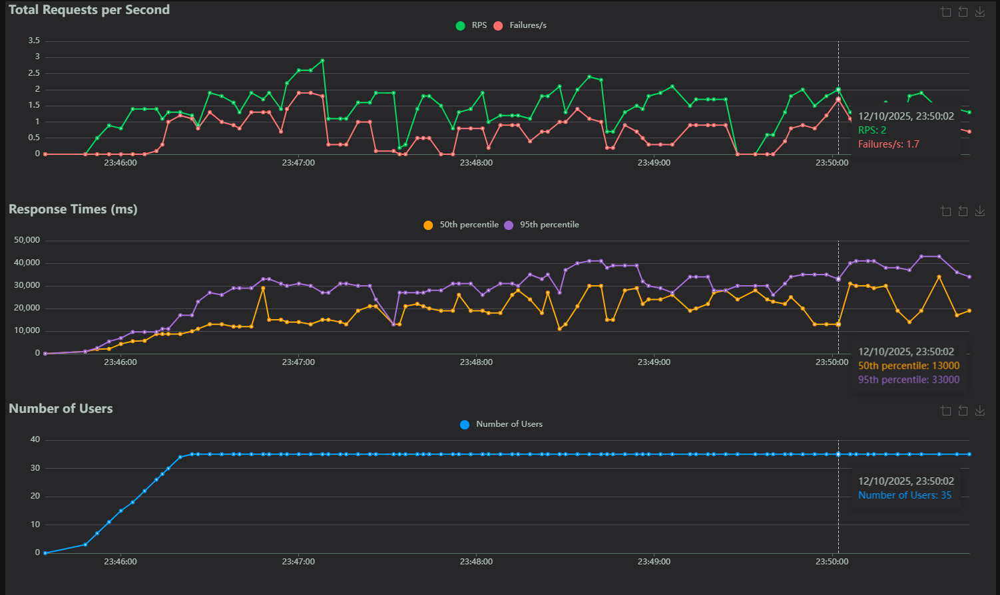 Total Requests per Second
RPS Failures/s
3.5
3
2.5
2
1.5
1
0.5
0
23:46:00 23:47:00 23:48:00 23:49:00 23:50:00
12/10/2025, 23:50:02
RPS: 2
Failures/s: 1.7
Response Times (ms)
50th percentile 95th percentile
50,000
40,000
30,000
20,000
10,000
0
23:46:00 23:47:00 23:48:00 23:49:00 23:50:00
12/10/2025, 23:50:02
50th percentile: 13000
95th percentile: 33000
Number of Users
Number of Users
40
30
20
10
0
23:46:00 23:47:00 23:48:00 23:49:00 23:50:00
12/10/2025, 23:50:02
Number of Users: 35